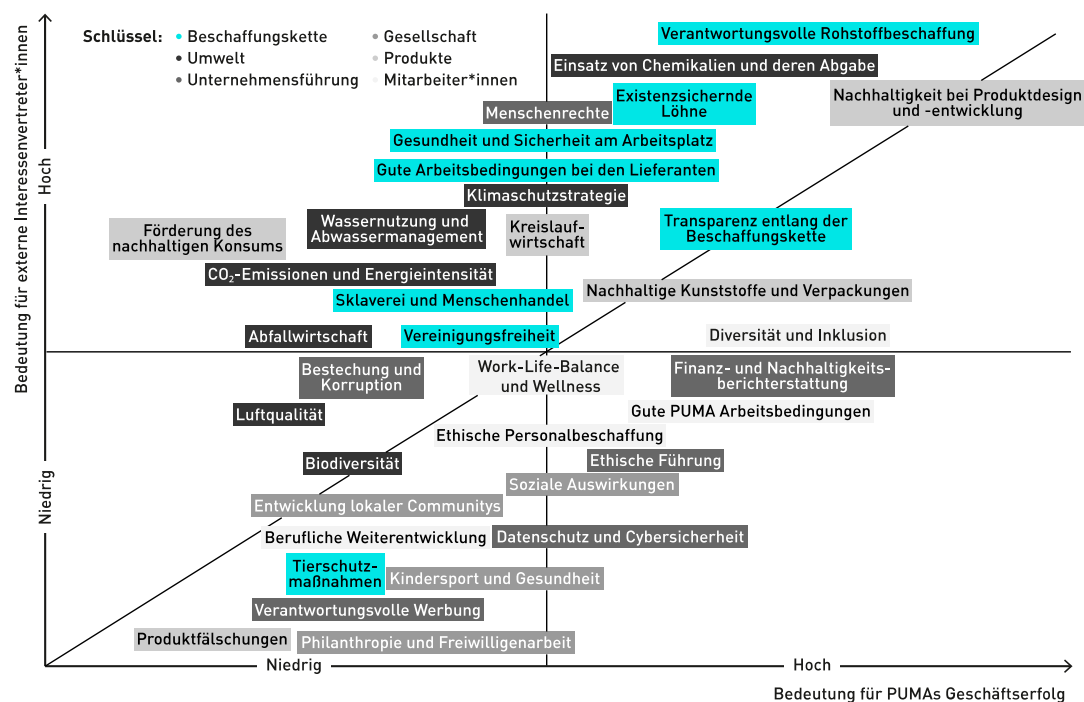 Schlüssel:
• Beschaffungskette
• Umwelt
• Unternehmensführung
• Gesellschaft
• Produkte
• Mitarbeiter*innen
Verantwortungsvolle Rohstoffbeschaffung
Einsatz von Chemikalien und deren Abgabe
Nachhaltigkeit bei Produktdesign
und -entwicklung
Existenzsichernde
Löhne
Menschenrechte
Gesundheit und Sicherheit am Arbeitsplatz
Gute Arbeitsbedingungen bei den Lieferanten
Klimaschutzstrategie
Wassernutzung und
Abwassermanagement
Kreislauf-
wirtschaft
Transparenz entlang der
Beschaffungskette
Förderung des
nachhaltigen Konsums
CO₂-Emissionen und Energieintensität
Nachhaltige Kunststoffe und Verpackungen
Sklaverei und Menschenhandel
Abfallwirtschaft
Vereinigungsfreiheit
Diversität und Inklusion
Bestechung und
Korruption
Work-Life-Balance
und Wellness
Finanz- und Nachhaltigkeits-
berichterstattung
Luftqualität
Gute PUMA Arbeitsbedingungen
Ethische Personalbeschaffung
Biodiversität
Ethische Führung
Soziale Auswirkungen
Entwicklung lokaler Communitys
Berufliche Weiterentwicklung
Datenschutz und Cybersicherheit
Tierschutz-
maßnahmen
Kindersport und Gesundheit
Verantwortungsvolle Werbung
Produktfälschungen
Philanthropie und Freiwilligenarbeit
Bedeutung für externe Interessenvertreter*innen
Hoch
Niedrig
Niedrig
Hoch
Bedeutung für PUMAs Geschäftserfolg